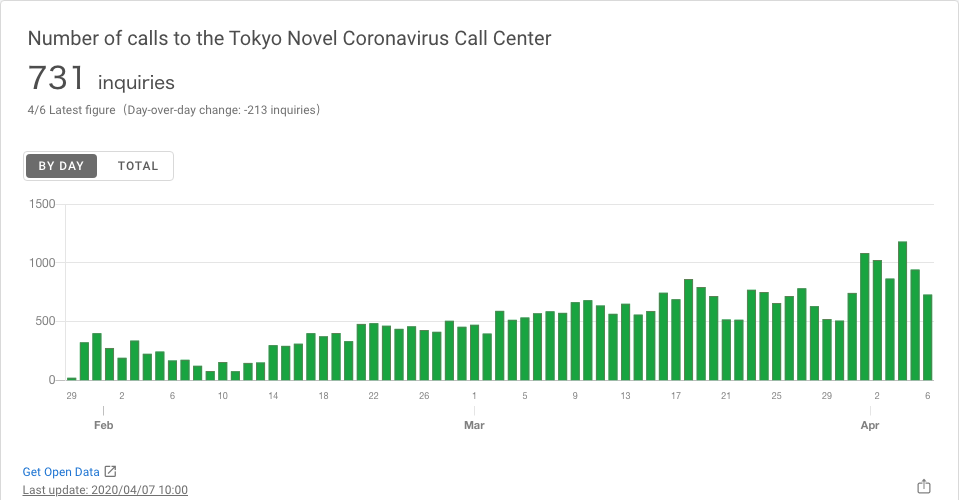 Number of calls to the Tokyo Novel Coronavirus Call Center
731 inquiries
4/6 Latest figure（Day-over-day change: -213 inquiries）
BY DAY TOTAL
1500
1000
500
0
29 2 6 10 14 18 22 26 1 5 9 13 17 21 25 29 2 6
Feb Mar Apr
Get Open Data
Last update: 2020/04/07 10:00